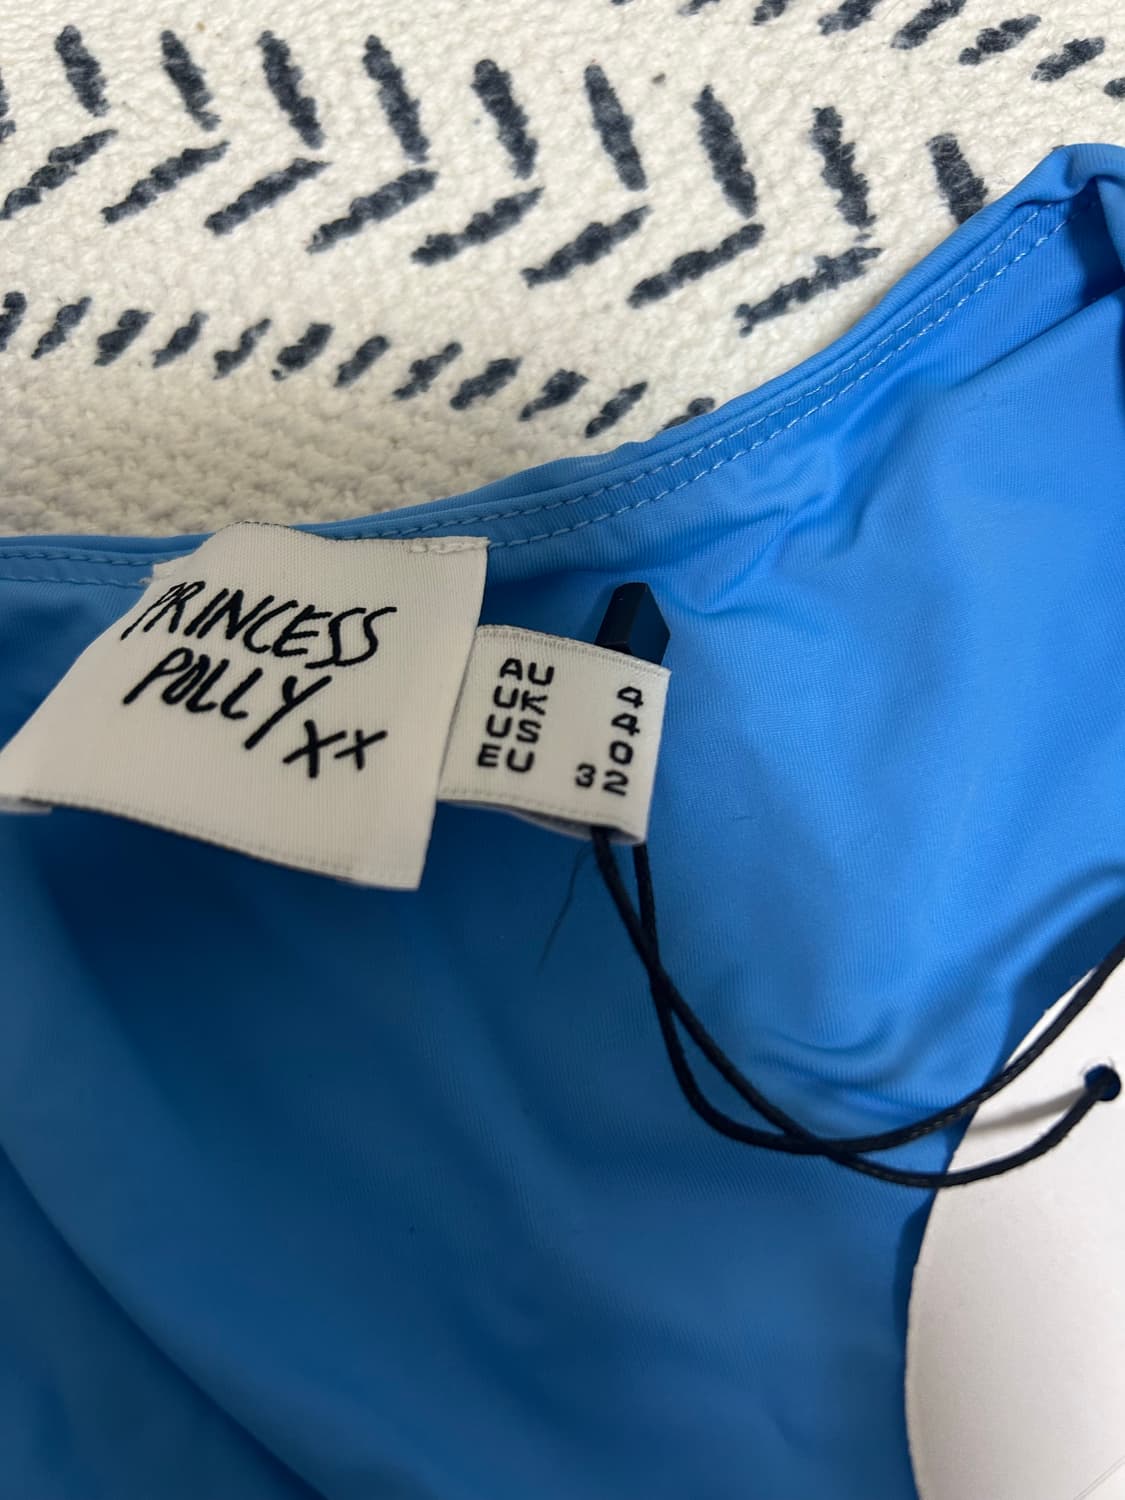 PRINCESS
POLLY xx
AU 4
UK 4
US 0
EU 32